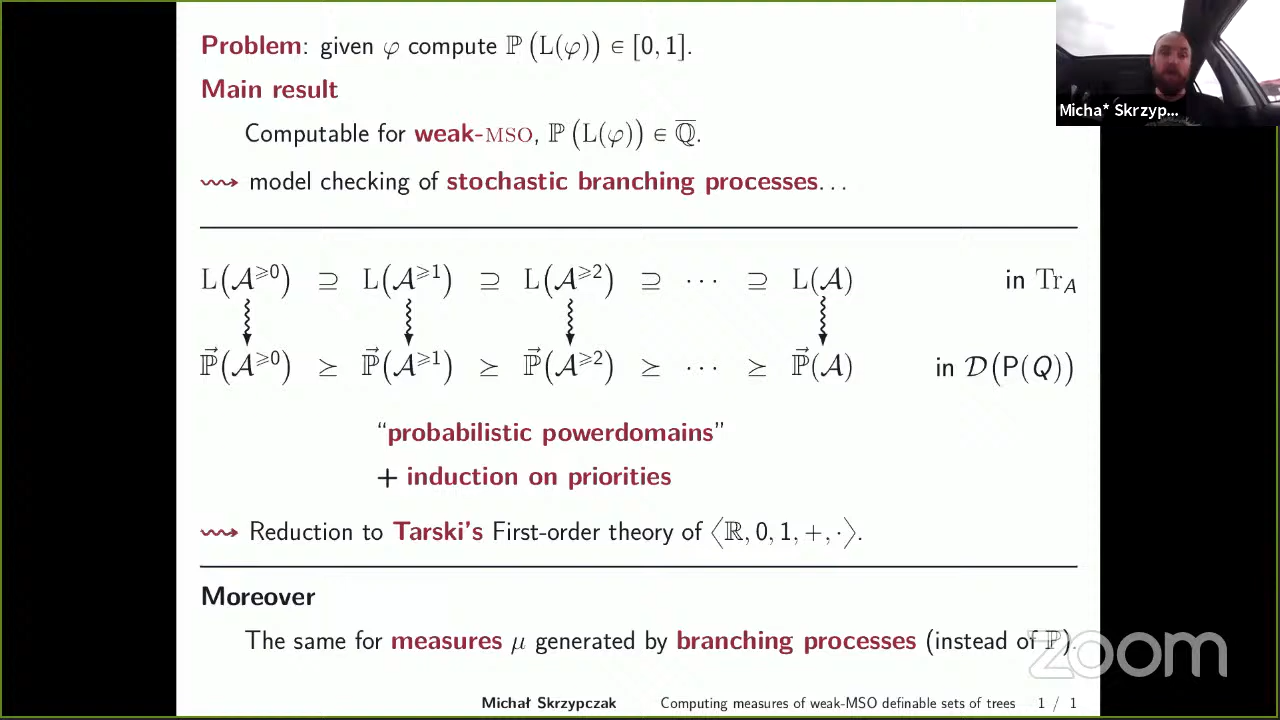 Problem: given φ compute ℙ(L(φ)) ∈ [0, 1].
Micha* Skrzyp...
Main result
Computable for weak-MSO, ℙ(L(φ)) ∈ ℚ̅.
⇝ model checking of stochastic branching processes...
L(𝒜^{≥0}) ⊇ L(𝒜^{≥1}) ⊇ L(𝒜^{≥2}) ⊇ ··· ⊇ L(𝒜) in Tr_A
ℙ⃗(𝒜^{≥0}) ⪰ ℙ⃗(𝒜^{≥1}) ⪰ ℙ⃗(𝒜^{≥2}) ⪰ ··· ⪰ ℙ⃗(𝒜) in 𝒟(P(Q))
“probabilistic powerdomains”
+ induction on priorities
⇝ Reduction to Tarski's First-order theory of ⟨ℝ, 0, 1, +, ·⟩.
Moreover
The same for measures μ generated by branching processes (instead of ℙ).
zoom
Michał Skrzypczak Computing measures of weak-MSO definable sets of trees 1 / 1